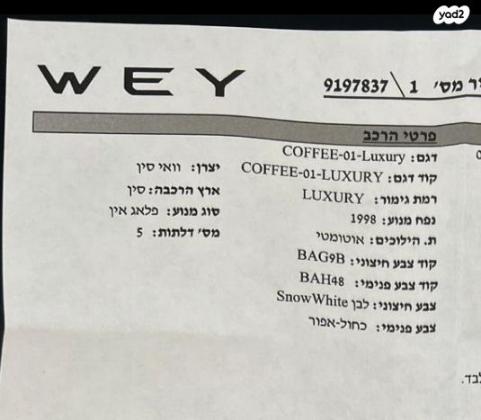 yad2
WEY
יר מס' 1\9197837
פרטי הרכב
דגם: COFFEE-01-Luxury
קוד דגם: COFFEE-01-LUXURY
רמת גימור: LUXURY
נפח מנוע: 1998
ת. הילוכים: אוטומטי
קוד צבע חיצוני: BAG9B
קוד צבע פנימי: BAH48
צבע חיצוני: לבן SnowWhite
צבע פנימי: כחול-אפור
יצרן: וואי סין
ארץ הרכבה: סין
סוג מנוע: פלאג אין
מס' דלתות: 5
לבד.